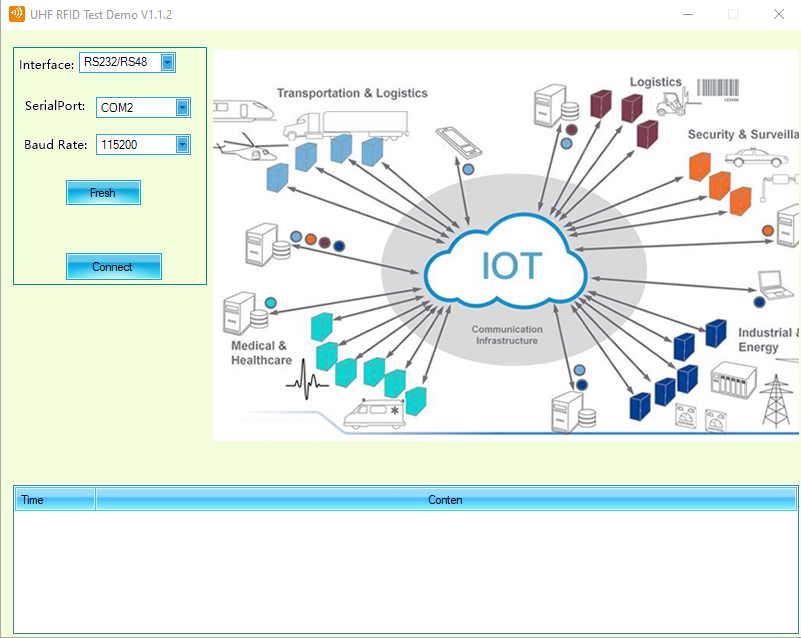 UHF RFID Test Demo V1.1.2
Interface: RS232/RS48
SerialPort: COM2
Baud Rate: 115200
Fresh
Connect
Transportation & Logistics
Logistics
Security & Surveilla
IOT
Communication
Infrastructure
Medical &
Healthcare
Industrial &
Energy
Time Conten